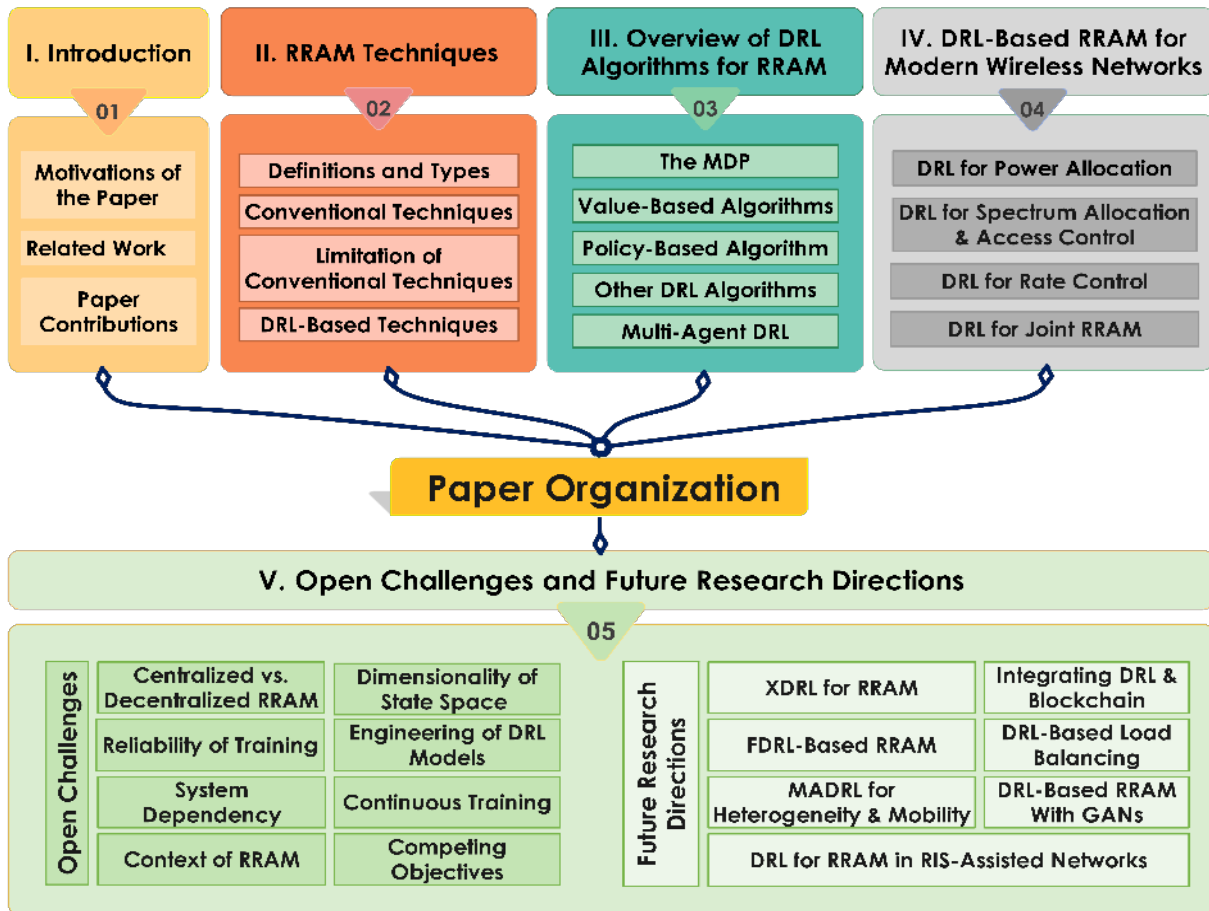 I. Introduction
01
Motivations of
the Paper
Related Work
Paper
Contributions
II. RRAM Techniques
02
Definitions and Types
Conventional Techniques
Limitation of
Conventional Techniques
DRL-Based Techniques
III. Overview of DRL
Algorithms for RRAM
03
The MDP
Value-Based Algorithms
Policy-Based Algorithm
Other DRL Algorithms
Multi-Agent DRL
IV. DRL-Based RRAM for
Modern Wireless Networks
04
DRL for Power Allocation
DRL for Spectrum Allocation
& Access Control
DRL for Rate Control
DRL for Joint RRAM
Paper Organization
V. Open Challenges and Future Research Directions
05
Open Challenges
Centralized vs.
Decentralized RRAM
Dimensionality of
State Space
Reliability of Training
Engineering of DRL
Models
System
Dependency
Continuous Training
Context of RRAM
Competing
Objectives
Future Research
Directions
XDRL for RRAM
Integrating DRL &
Blockchain
FDRL-Based RRAM
DRL-Based Load
Balancing
MADRL for
Heterogeneity & Mobility
DRL-Based RRAM
With GANs
DRL for RRAM in RIS-Assisted Networks